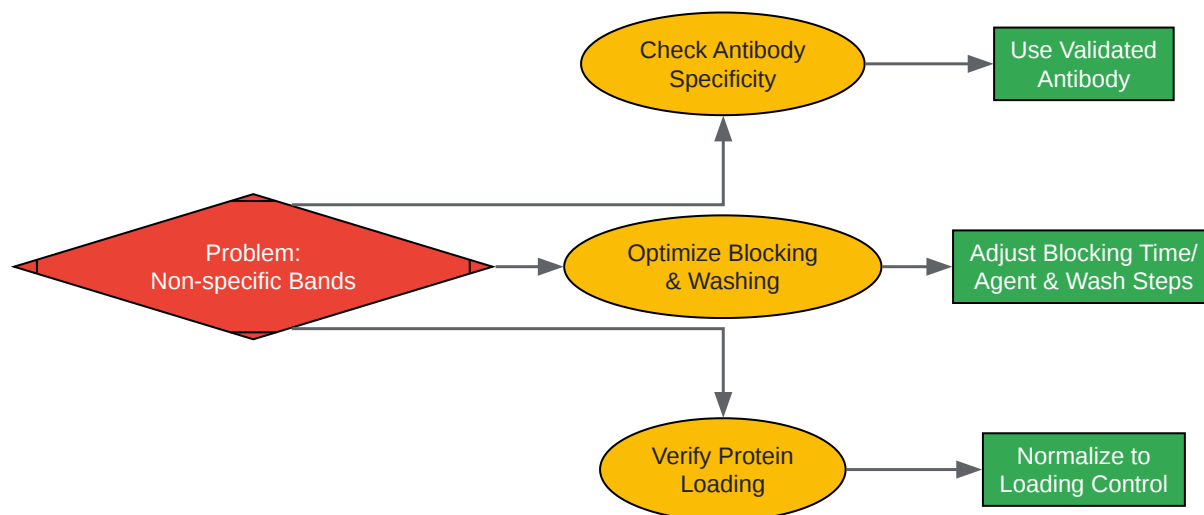 Check Antibody
Specificity
Use Validated
Antibody
Problem:
Non-specific Bands
Optimize Blocking
& Washing
Adjust Blocking Time/
Agent & Wash Steps
Verify Protein
Loading
Normalize to
Loading Control